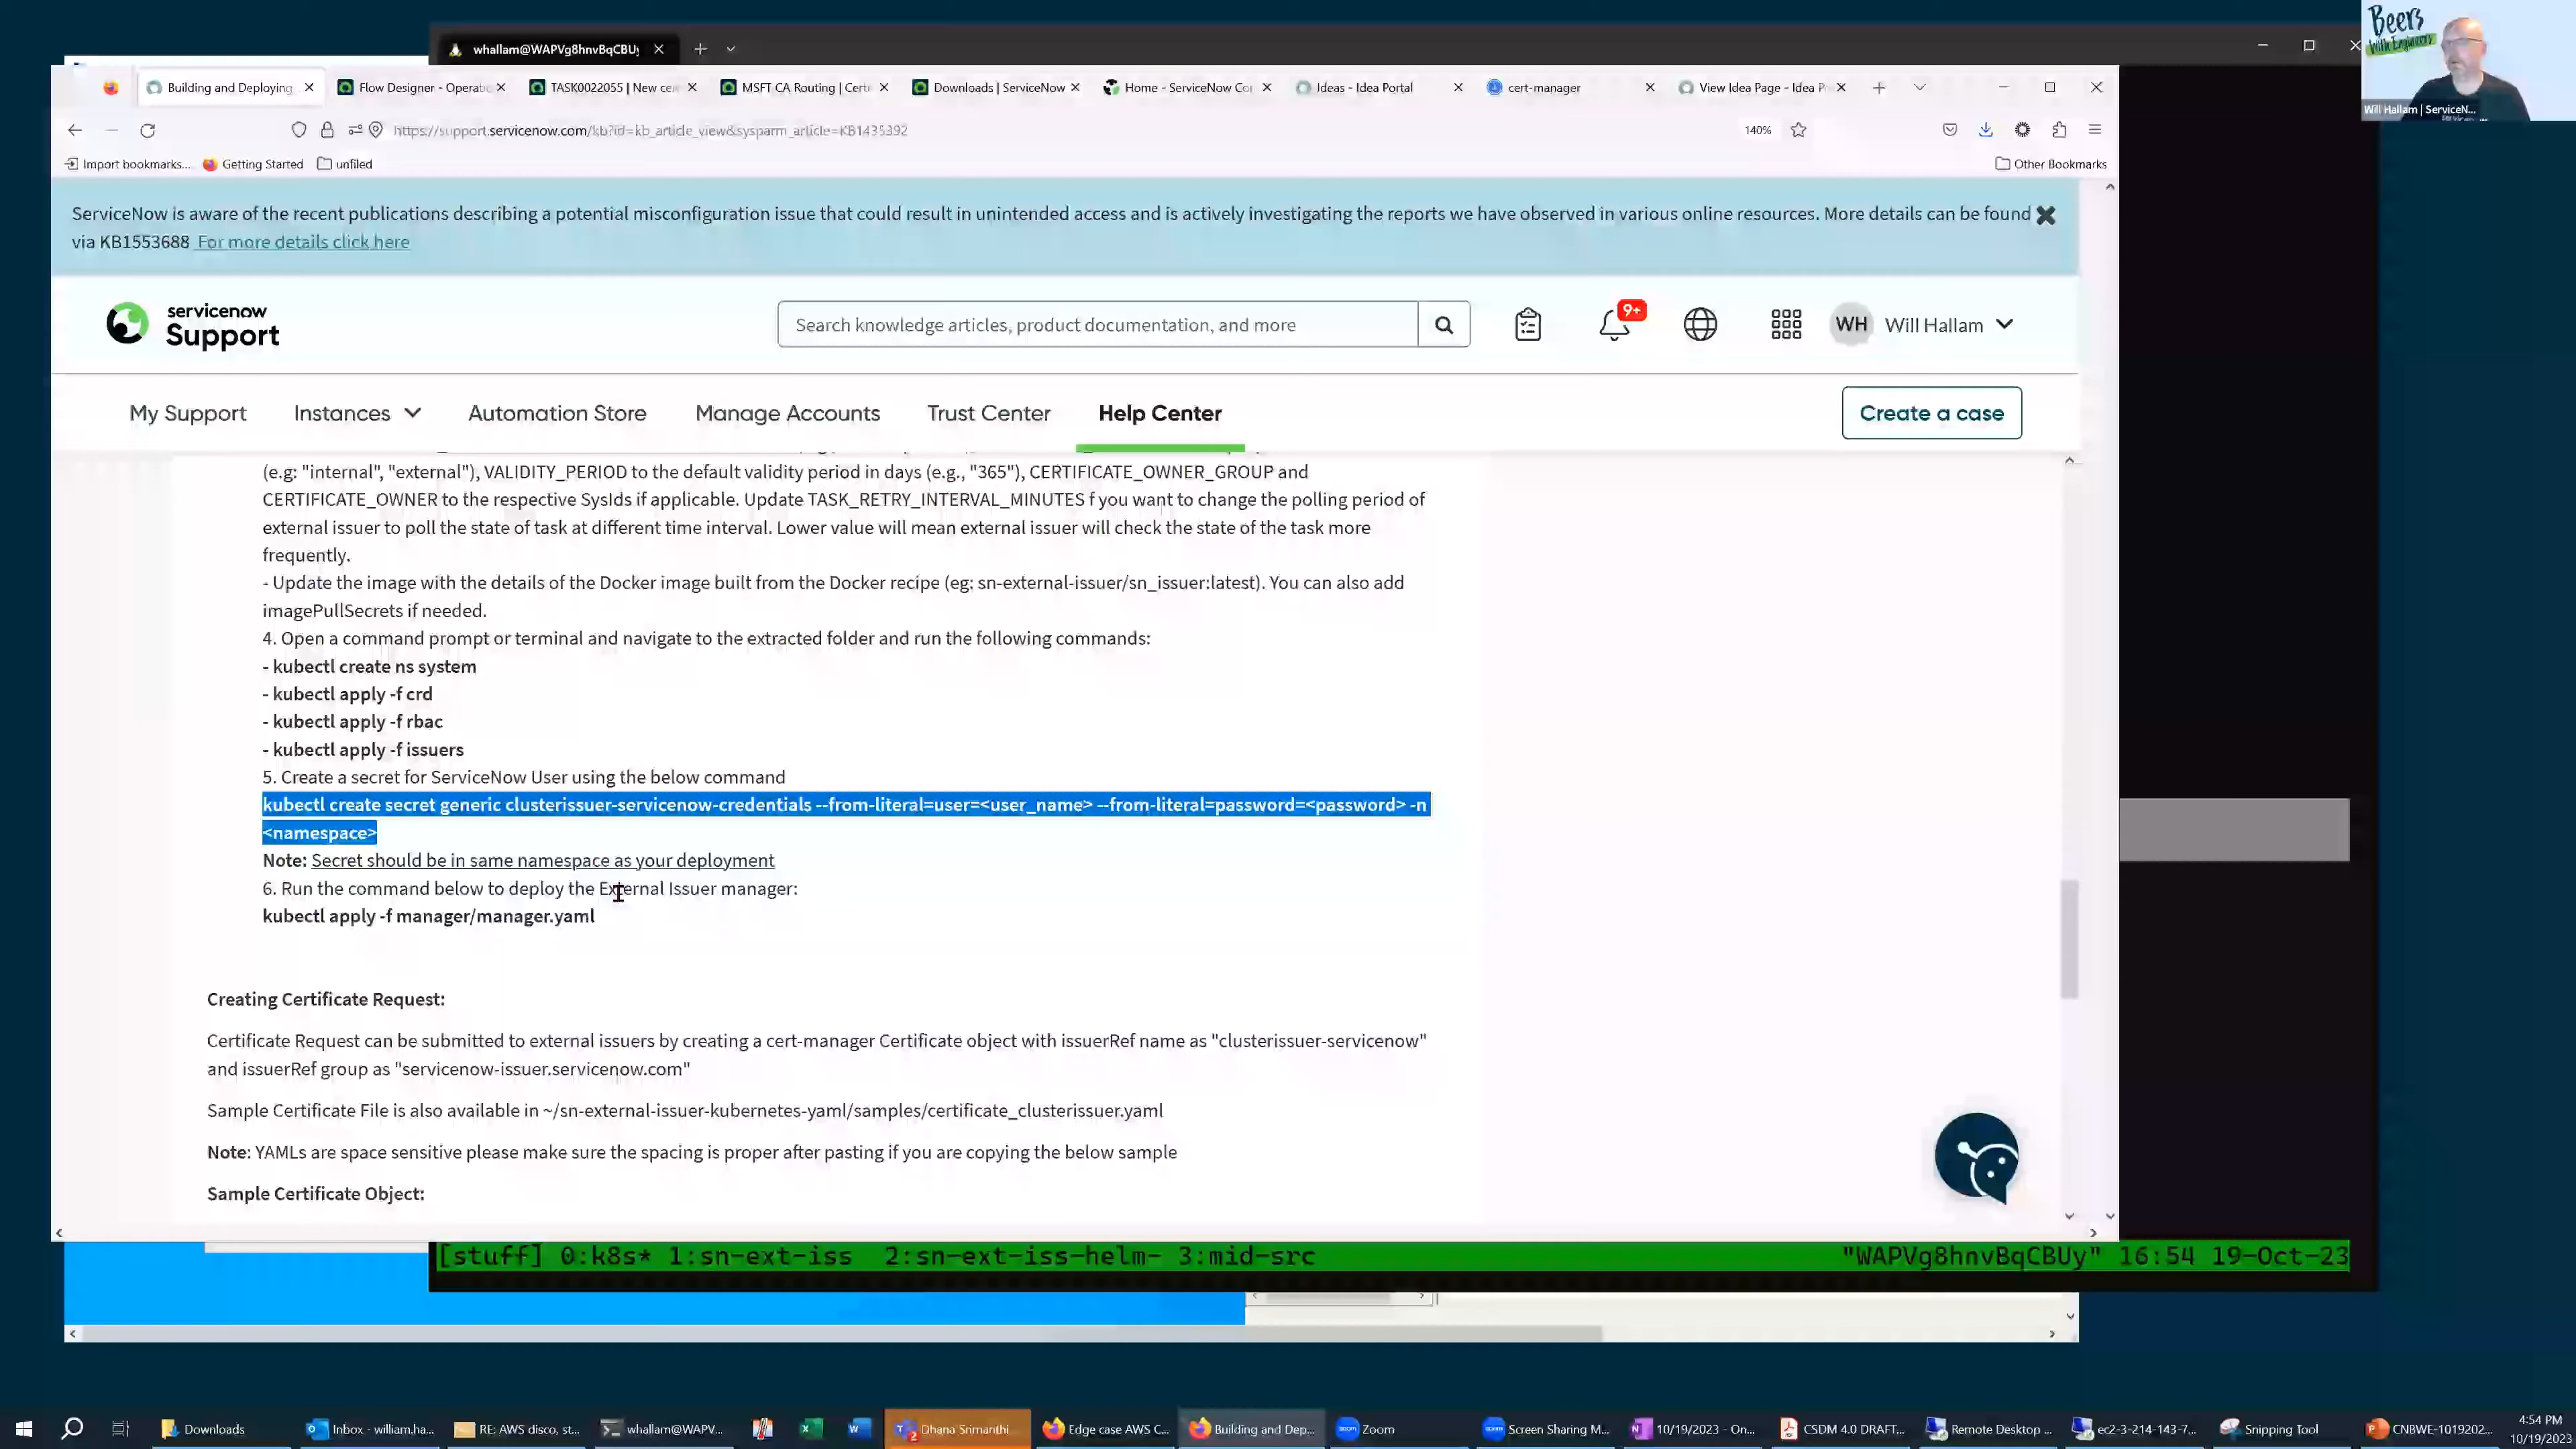 whallam@WAPVg8hnvBqCBUy
Beers
With Engineers
Will Hallam | ServiceN...
Building and Deploying
Flow Designer - Operati
TASK0022055 | New cer
MSFT CA Routing | Certi
Downloads | ServiceNow
Home - ServiceNow Co
Ideas - Idea Portal
cert-manager
View Idea Page - Idea P
https://support.servicenow.com/kb?id=kb_article_view&sysparm_article=KB1435392
140%
Import bookmarks...
Getting Started
unfiled
Other Bookmarks
ServiceNow is aware of the recent publications describing a potential misconfiguration issue that could result in unintended access and is actively investigating the reports we have observed in various online resources. More details can be found
via KB1553688 For more details click here
servicenow
Support
Search knowledge articles, product documentation, and more
9+
WH
Will Hallam
My Support
Instances
Automation Store
Manage Accounts
Trust Center
Help Center
Create a case
(e.g: "internal", "external"), VALIDITY_PERIOD to the default validity period in days (e.g., "365"), CERTIFICATE_OWNER_GROUP and
CERTIFICATE_OWNER to the respective SysIds if applicable. Update TASK_RETRY_INTERVAL_MINUTES f you want to change the polling period of
external issuer to poll the state of task at different time interval. Lower value will mean external issuer will check the state of the task more
frequently.
- Update the image with the details of the Docker image built from the Docker recipe (eg: sn-external-issuer/sn_issuer:latest). You can also add
imagePullSecrets if needed.
4. Open a command prompt or terminal and navigate to the extracted folder and run the following commands:
- kubectl create ns system
- kubectl apply -f crd
- kubectl apply -f rbac
- kubectl apply -f issuers
5. Create a secret for ServiceNow User using the below command
kubectl create secret generic clusterissuer-servicenow-credentials --from-literal=user=<user_name> --from-literal=password=<password> -n
<namespace>
Note: Secret should be in same namespace as your deployment
6. Run the command below to deploy the External Issuer manager:
kubectl apply -f manager/manager.yaml
Creating Certificate Request:
Certificate Request can be submitted to external issuers by creating a cert-manager Certificate object with issuerRef name as "clusterissuer-servicenow"
and issuerRef group as "servicenow-issuer.servicenow.com"
Sample Certificate File is also available in ~/sn-external-issuer-kubernetes-yaml/samples/certificate_clusterissuer.yaml
Note: YAMLs are space sensitive please make sure the spacing is proper after pasting if you are copying the below sample
Sample Certificate Object:
[stuff] 0:k8s* 1:sn-ext-iss 2:sn-ext-iss-helm- 3:mid-src
"WAPVg8hnvBqCBUy" 16:54 19-Oct-23
Downloads
Inbox - william.ha...
RE: AWS disco, st...
whallam@WAPV...
Dhana Srimanthi
Edge case AWS C...
Building and Dep...
Zoom
Screen Sharing M...
10/19/2023 - On...
CSDM 4.0 DRAFT...
Remote Desktop ...
ec2-3-214-143-7...
Snipping Tool
CNBWE-1019202...
4:54 PM
10/19/2023